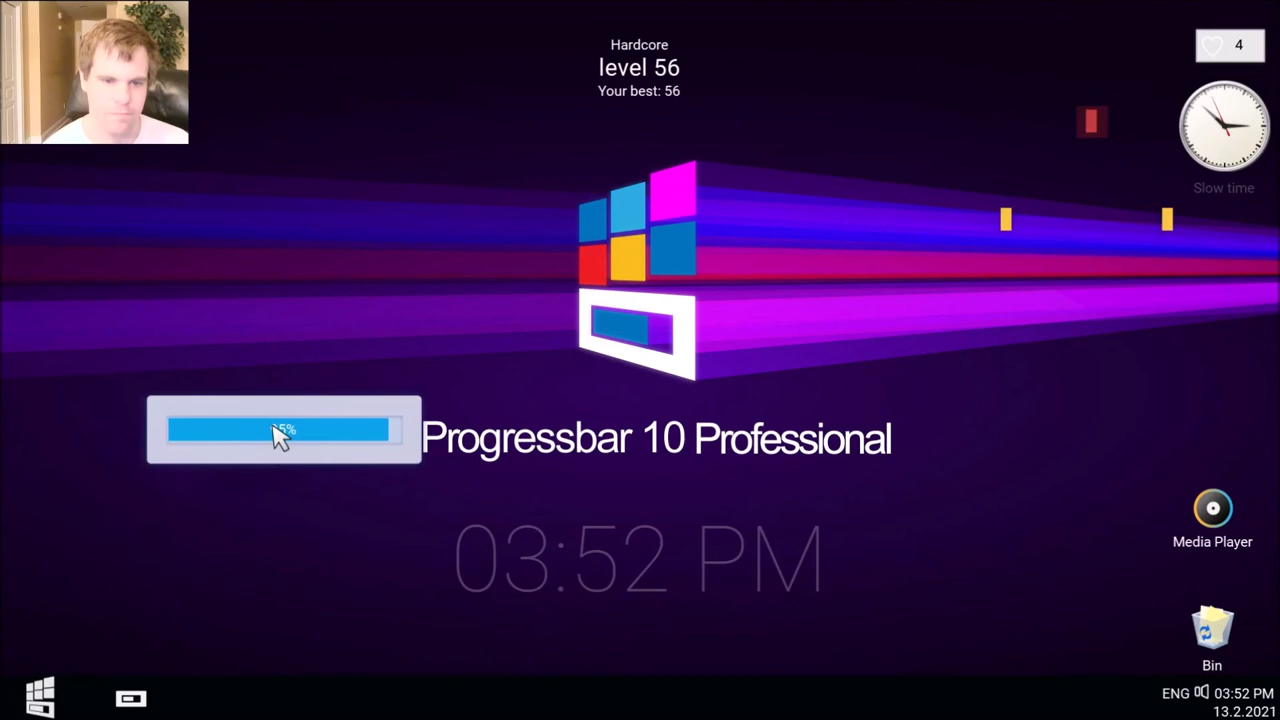 Hardcore
level 56
Your best: 56
4
Slow time
Progressbar 10 Professional
03:52 PM
Media Player
Bin
ENG 03:52 PM
13.2.2021